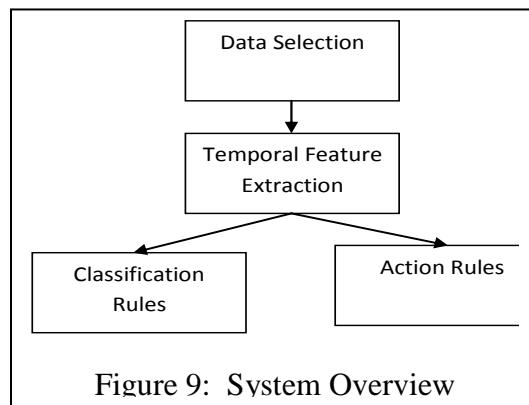 Data Selection
Temporal Feature
Extraction
Classification
Rules
Action Rules
Figure 9: System Overview